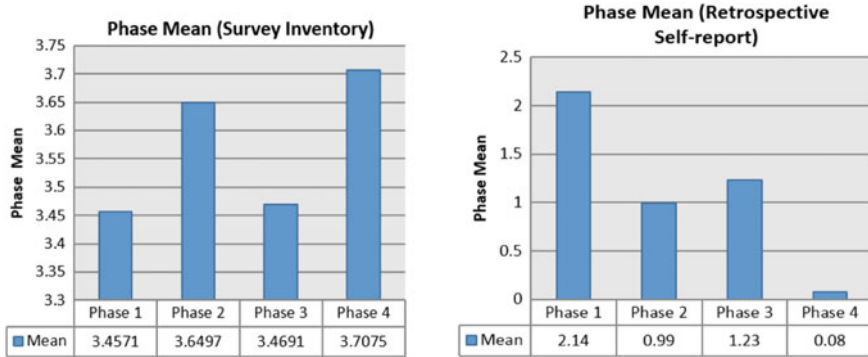 Phase Mean (Survey Inventory)
3.75
3.7
3.65
3.6
3.55
3.5
3.45
3.4
3.35
3.3
Phase Mean
Phase 1 Phase 2 Phase 3 Phase 4
Mean 3.4571 3.6497 3.4691 3.7075
Phase Mean (Retrospective
Self-report)
2.5
2
1.5
1
0.5
0
Phase Mean
Phase 1 Phase 2 Phase 3 Phase 4
Mean 2.14 0.99 1.23 0.08